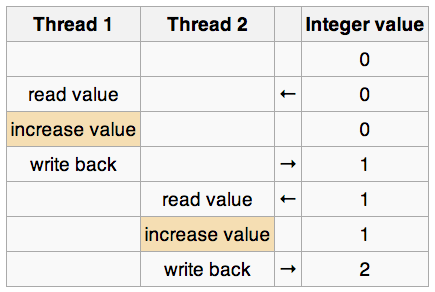 Thread 1 Thread 2 Integer value
0
read value ← 0
increase value 0
write back → 1
read value ← 1
increase value 1
write back → 2